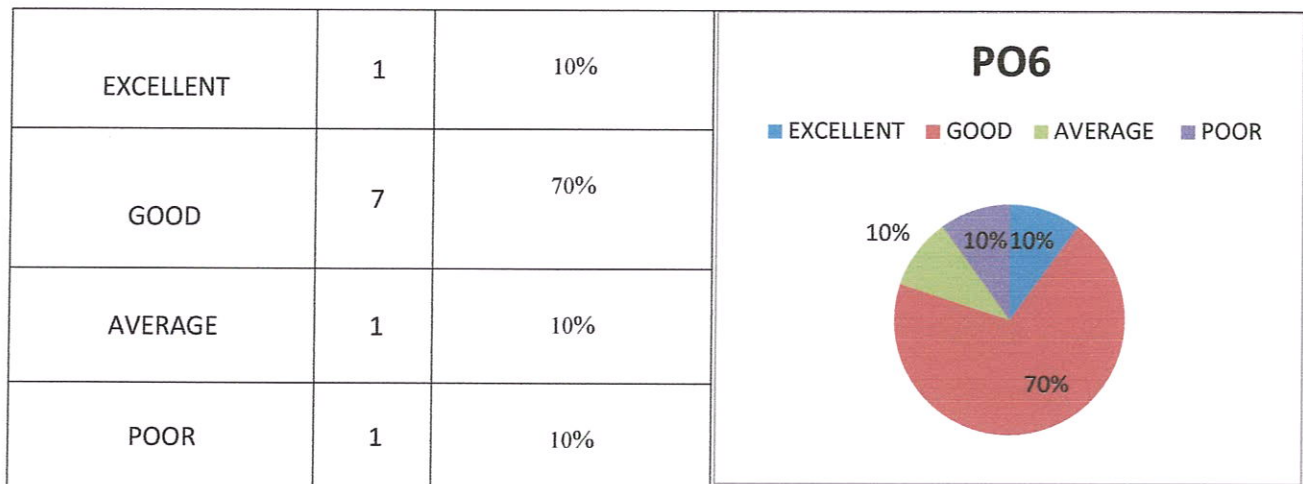 EXCELLENT 1 10%
GOOD 7 70%
AVERAGE 1 10%
POOR 1 10%
PO6
EXCELLENT GOOD AVERAGE POOR
10% 10% 10%
70%